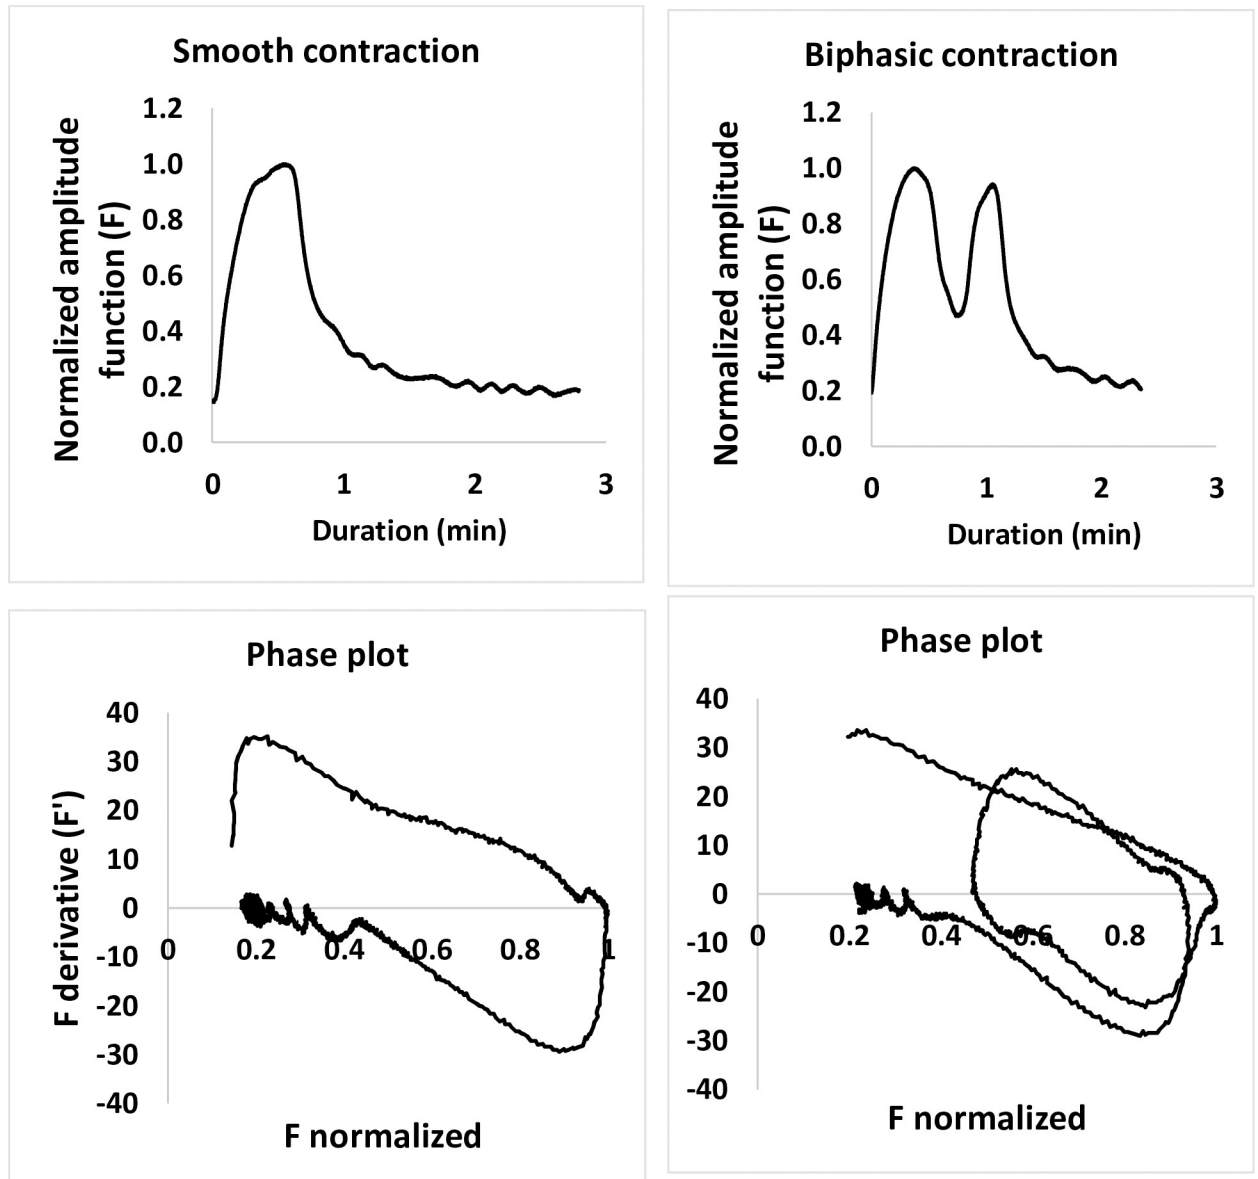 Smooth contraction
Normalized amplitude
function (F)
1.2
1.0
0.8
0.6
0.4
0.2
0.0
0 1 2 3
Duration (min)
Biphasic contraction
Normalized amplitude
function (F)
1.2
1.0
0.8
0.6
0.4
0.2
0.0
0 1 2 3
Duration (min)
Phase plot
F derivative (F')
40
30
20
10
0
-10
-20
-30
-40
0 0.2 0.4 0.6 0.8 1
F normalized
Phase plot
40
30
20
10
0
-10
-20
-30
-40
0 0.2 0.4 0.6 0.8 1
F normalized